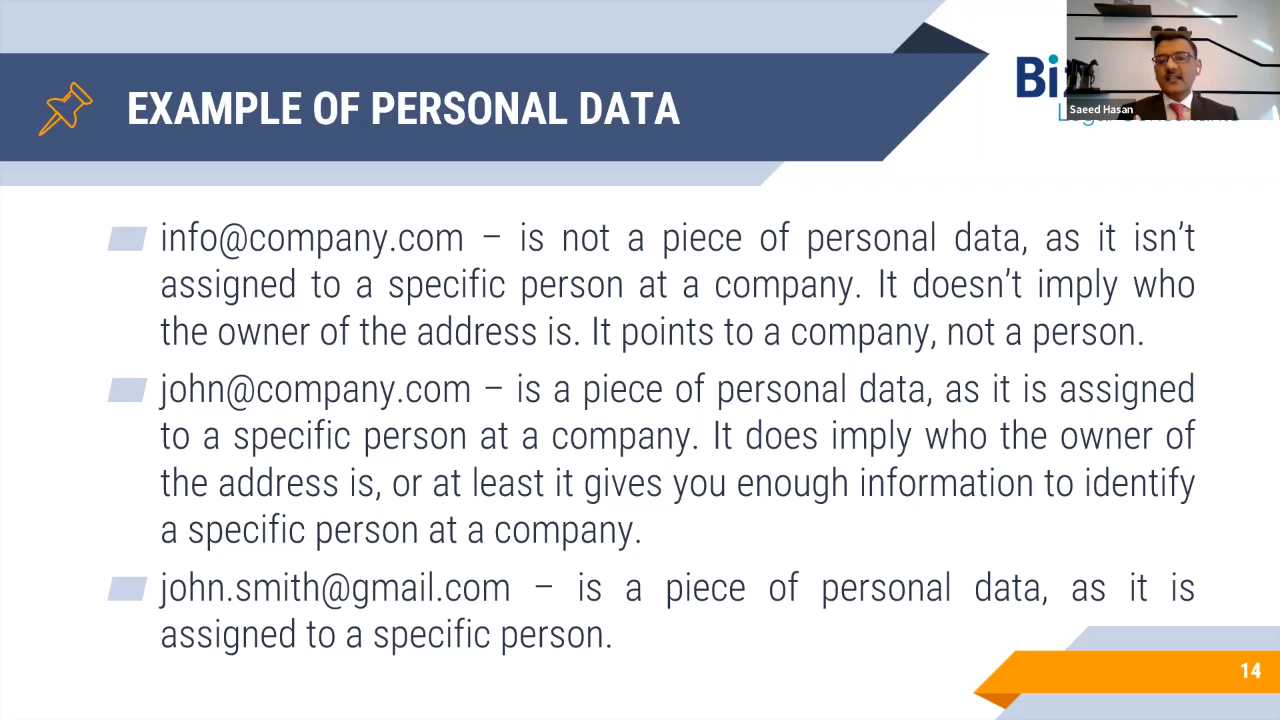 EXAMPLE OF PERSONAL DATA
Saeed Hasan
info@company.com – is not a piece of personal data, as it isn’t
assigned to a specific person at a company. It doesn’t imply who
the owner of the address is. It points to a company, not a person.
john@company.com – is a piece of personal data, as it is assigned
to a specific person at a company. It does imply who the owner of
the address is, or at least it gives you enough information to identify
a specific person at a company.
john.smith@gmail.com – is a piece of personal data, as it is
assigned to a specific person.
14